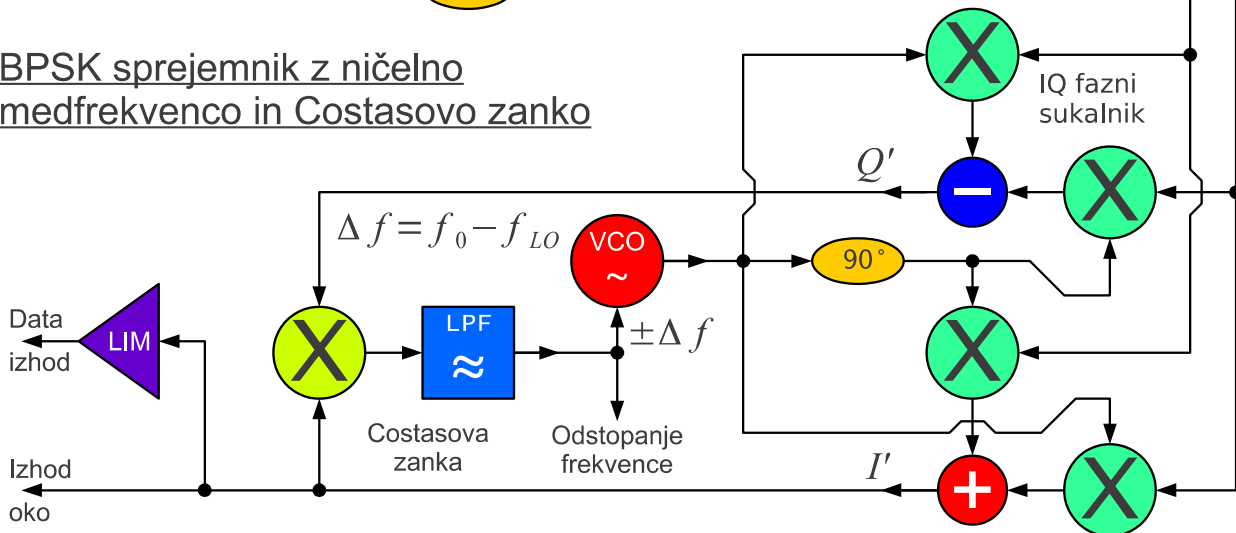 BPSK sprejemnik z ničelno
medfrekvenco in Costasovo zanko
X
IQ fazni
sukalnik
Q′
−
X
Δ f = f 0 − f LO
VCO
~
90°
Data
izhod
LIM
X
LPF
≈
± Δ f
X
Costasova
zanka
Odstopanje
frekvence
Izhod
oko
I′
+
X